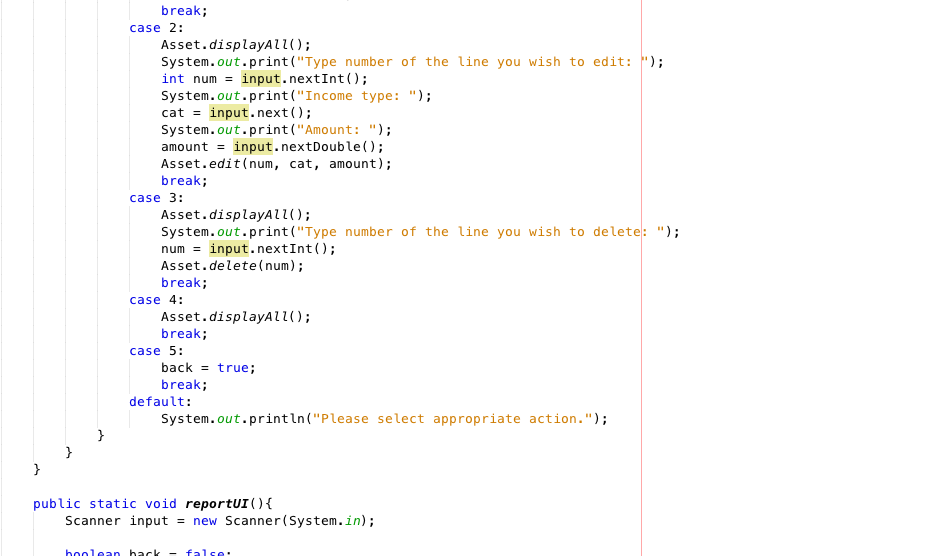 break;
case 2:
Asset.displayAll();
System.out.print("Type number of the line you wish to edit: ");
int num = input.nextInt();
System.out.print("Income type: ");
cat = input.next();
System.out.print("Amount: ");
amount = input.nextDouble();
Asset.edit(num, cat, amount);
break;
case 3:
Asset.displayAll();
System.out.print("Type number of the line you wish to delete: ");
num = input.nextInt();
Asset.delete(num);
break;
case 4:
Asset.displayAll();
break;
case 5:
back = true;
break;
default:
System.out.println("Please select appropriate action.");
}
}
}
public static void reportUI(){
Scanner input = new Scanner(System.in);
boolean back = false;